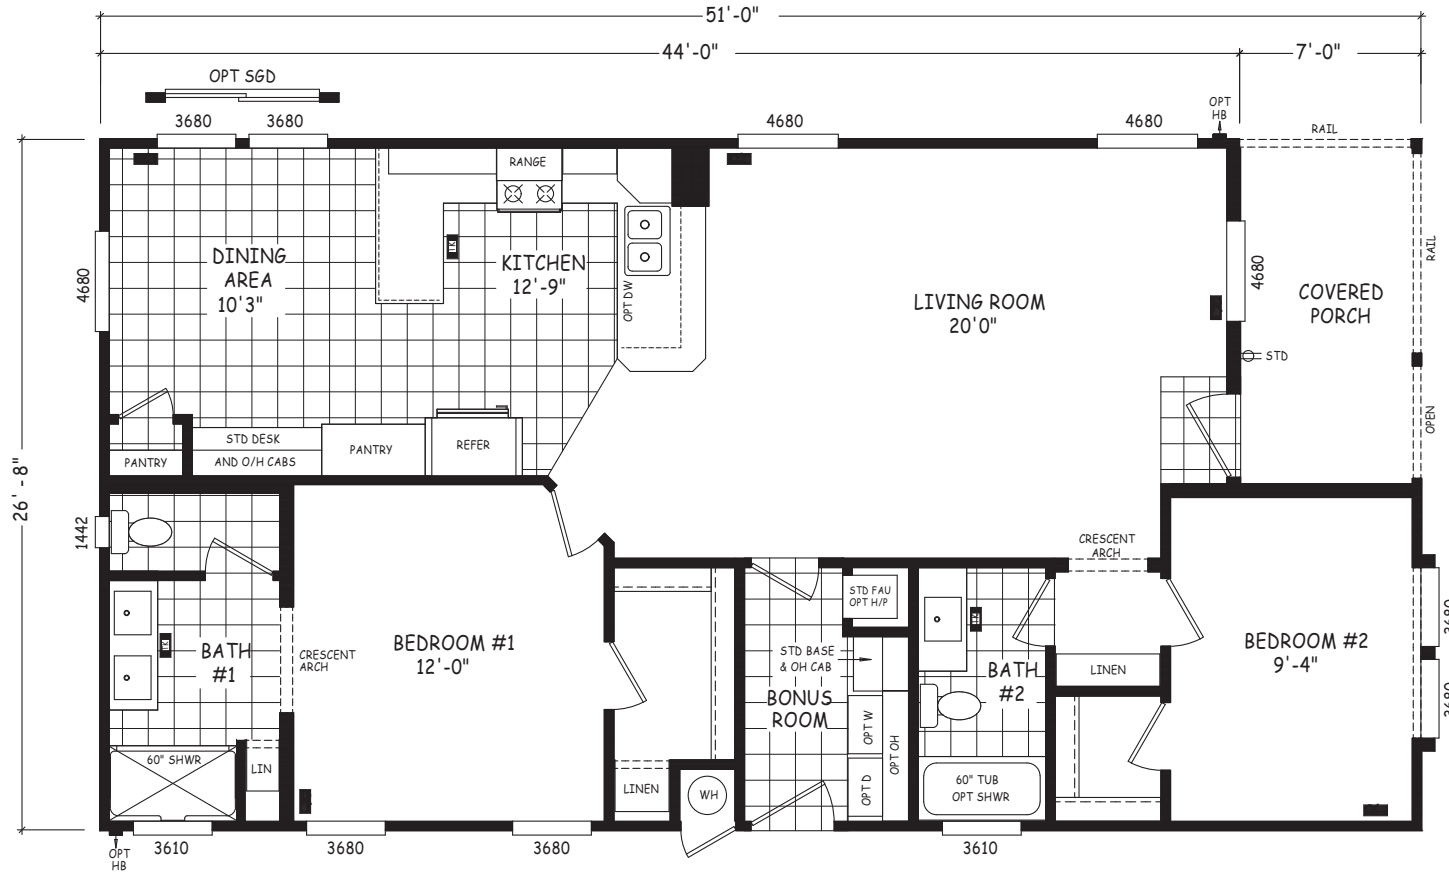 51'-0"
44'-0"
7'-0"
OPT SGD
3680
3680
4680
4680
OPT
HB
RAIL
RANGE
DINING
AREA
10'3"
KITCHEN
12'-9"
OPT DW
LIVING ROOM
20'0"
4680
4680
COVERED
PORCH
RAIL
STD
OPEN
STD DESK
AND O/H CABS
PANTRY
PANTRY
REFER
26' - 8"
1442
CRESCENT
ARCH
STD FAU
OPT H/P
BEDROOM #1
12'-0"
BATH
#1
CRESCENT
ARCH
STD BASE
& OH CAB
BONUS
ROOM
BATH
#2
LINEN
BEDROOM #2
9'-4"
3680
3680
OPT W
OPT OH
OPT D
60" SHWR
LIN
LINEN
WH
60" TUB
OPT SHWR
OPT
HB
3610
3680
3680
3610